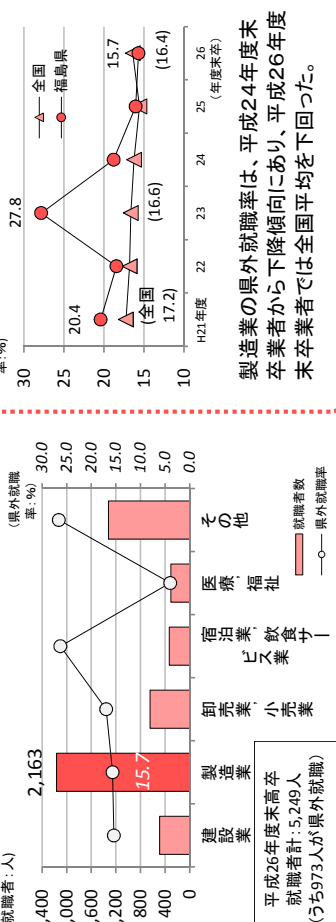 就職者：人)
(県外就職
率：%)
,400
,000
,600
,200
800
400
0
30.0
25.0
20.0
15.0
10.0
5.0
0.0
2,163
15.7
建設業
製造業
卸売業，小売業
宿泊業，飲食サービス業
医療，福祉
その他
就職者数
県外就職率
平成26年度末高卒
就職者計：5,249人
(うち973人が県外就職)
率：%)
30
25
20
15
10
27.8
20.4
(全国
17.2)
(16.6)
15.7
(16.4)
全国
福島県
H21年度
22
23
24
25
26
(年度末卒)
製造業の県外就職率は、平成24年度末
卒業者から下降傾向にあり、平成26年度
末卒業者では全国平均を下回った。